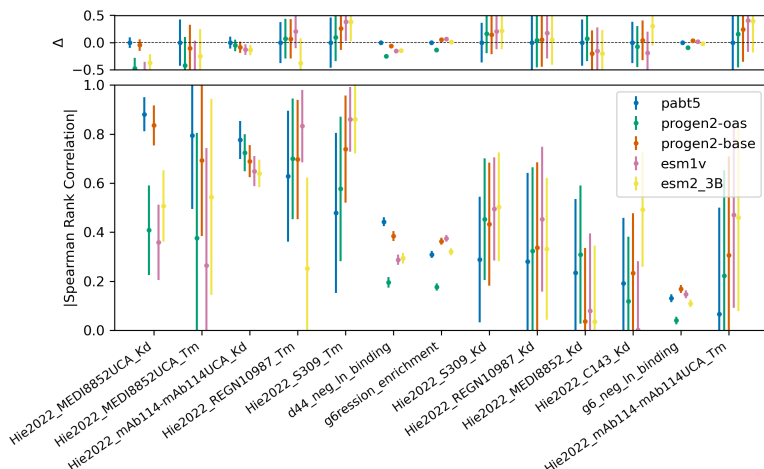 0.5
0.0
−0.5
Δ
1.0
0.8
0.6
0.4
0.2
0.0
|Spearman Rank Correlation|
pabt5
progen2-oas
progen2-base
esm1v
esm2_3B
Hie2022_MEDI8852UCA_Kd
Hie2022_MEDI8852UCA_Tm
Hie2022_mAb114-mAb114UCA_Kd
Hie2022_REGN10987_Tm
Hie2022_S309_Tm
d44_neg_ln_binding
g6ression_enrichment
Hie2022_S309_Kd
Hie2022_REGN10987_Kd
Hie2022_MEDI8852_Kd
Hie2022_C143_Kd
g6_neg_ln_binding
Hie2022_mAb114-mAb114UCA_Tm